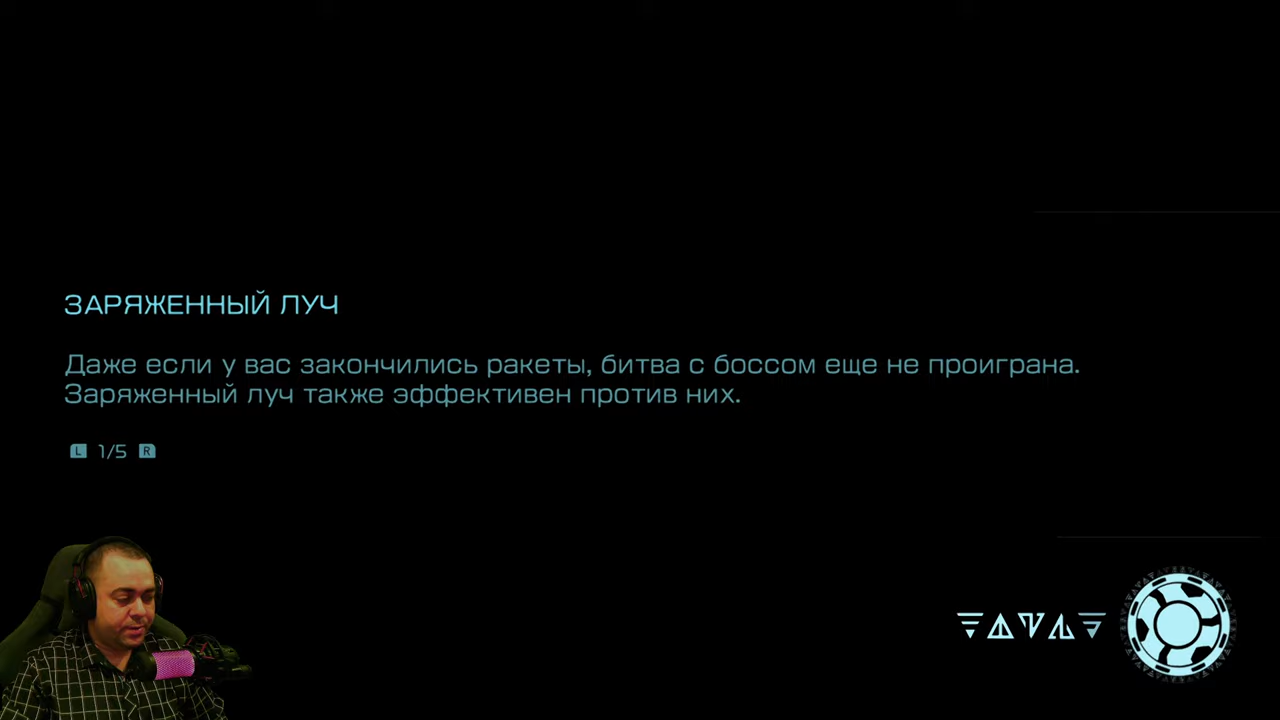 ЗАРЯЖЕННЫЙ ЛУЧ
Даже если у вас закончились ракеты, битва с боссом еще не проиграна.
Заряженный луч также эффективен против них.
L 1/5 R